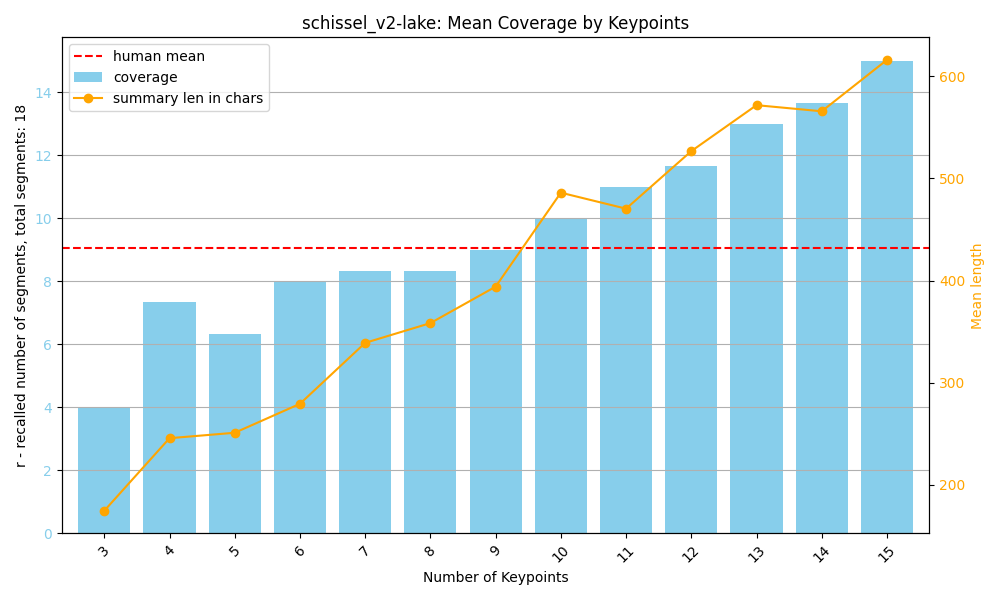 schissel_v2-lake: Mean Coverage by Keypoints
human mean
coverage
summary len in chars
r - recalled number of segments, total segments: 18
14
12
10
8
6
4
2
0
600
500
400
300
200
Mean length
3 4 5 6 7 8 9 10 11 12 13 14 15
Number of Keypoints